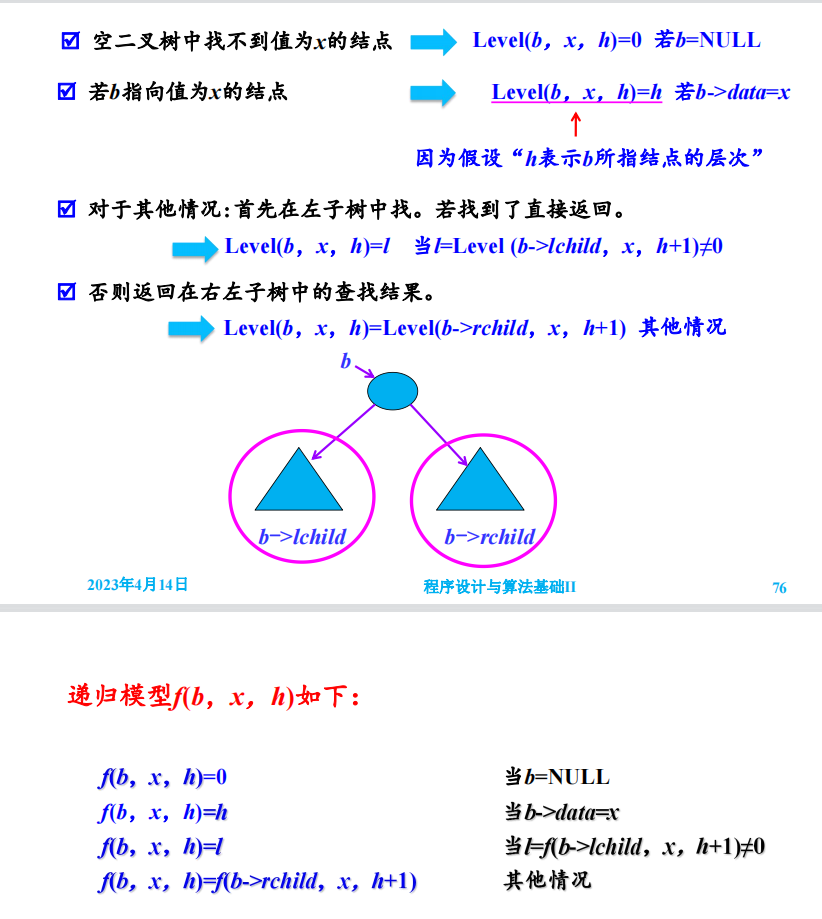 空二叉树中找不到值为x的结点 Level(b，x，h)=0 若b=NULL
若b指向值为x的结点 Level(b，x，h)=h 若b->data=x
因为假设“h表示b所指结点的层次”
对于其他情况:首先在左子树中找。若找到了直接返回。
Level(b，x，h)=l 当l=Level (b->lchild，x，h+1)≠0
否则返回在右左子树中的查找结果。
Level(b，x，h)=Level(b->rchild，x，h+1) 其他情况
b
b->lchild b->rchild
2023年4月14日 程序设计与算法基础II 76
递归模型f(b，x，h)如下：
f(b，x，h)=0 当b=NULL
f(b，x，h)=h 当b->data=x
f(b，x，h)=l 当l=f(b->lchild，x，h+1)≠0
f(b，x，h)=f(b->rchild，x，h+1) 其他情况